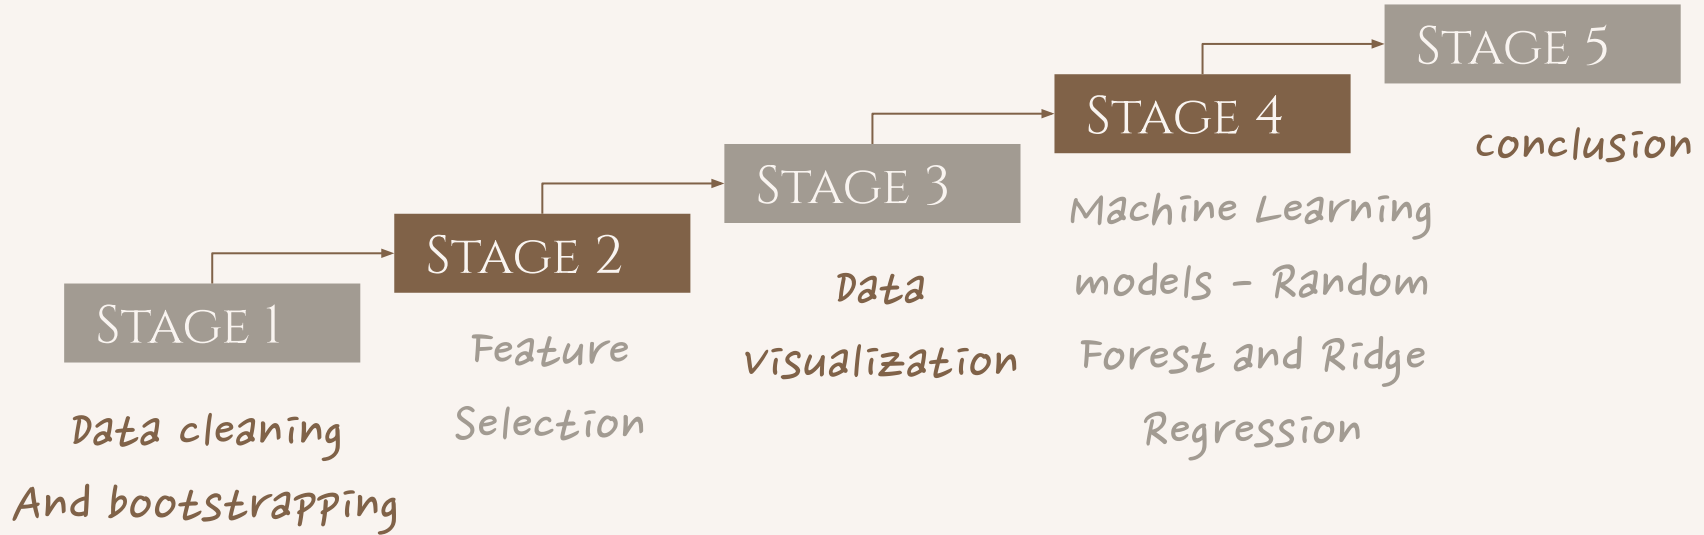 Stage 1
Data cleaning
And bootstrapping
Stage 2
Feature
Selection
Stage 3
Data
visualization
Stage 4
Machine Learning
models - Random
Forest and Ridge
Regression
Stage 5
conclusion